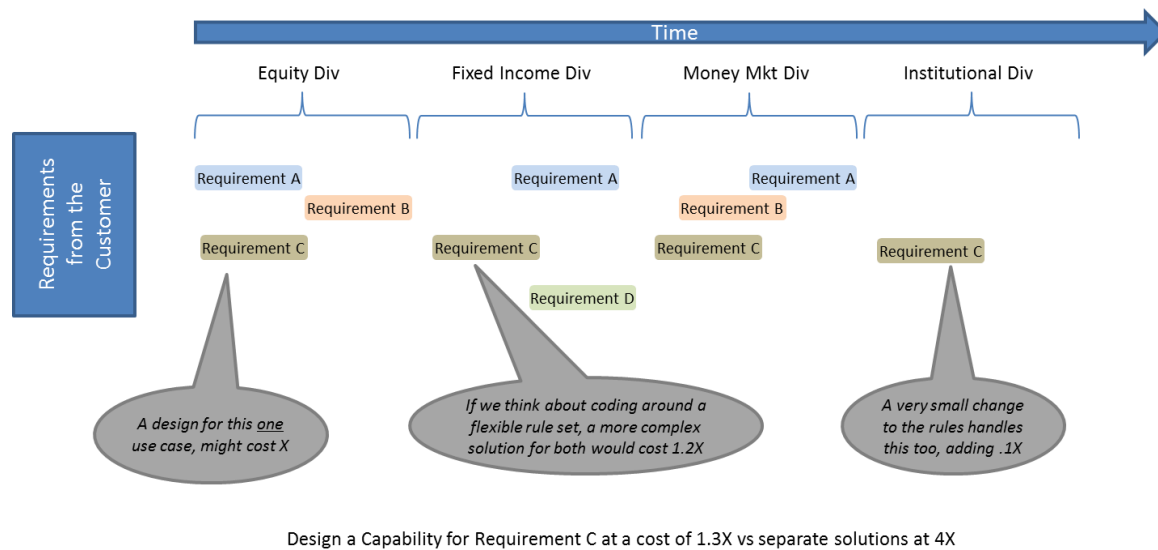 Time
Equity Div
Fixed Income Div
Money Mkt Div
Institutional Div
Requirements
from the
Customer
Requirement A
Requirement A
Requirement A
Requirement B
Requirement B
Requirement C
Requirement C
Requirement C
Requirement C
Requirement D
A design for this one
use case, might cost X
If we think about coding around a
flexible rule set, a more complex
solution for both would cost 1.2X
A very small change
to the rules handles
this too, adding .1X
Design a Capability for Requirement C at a cost of 1.3X vs separate solutions at 4X